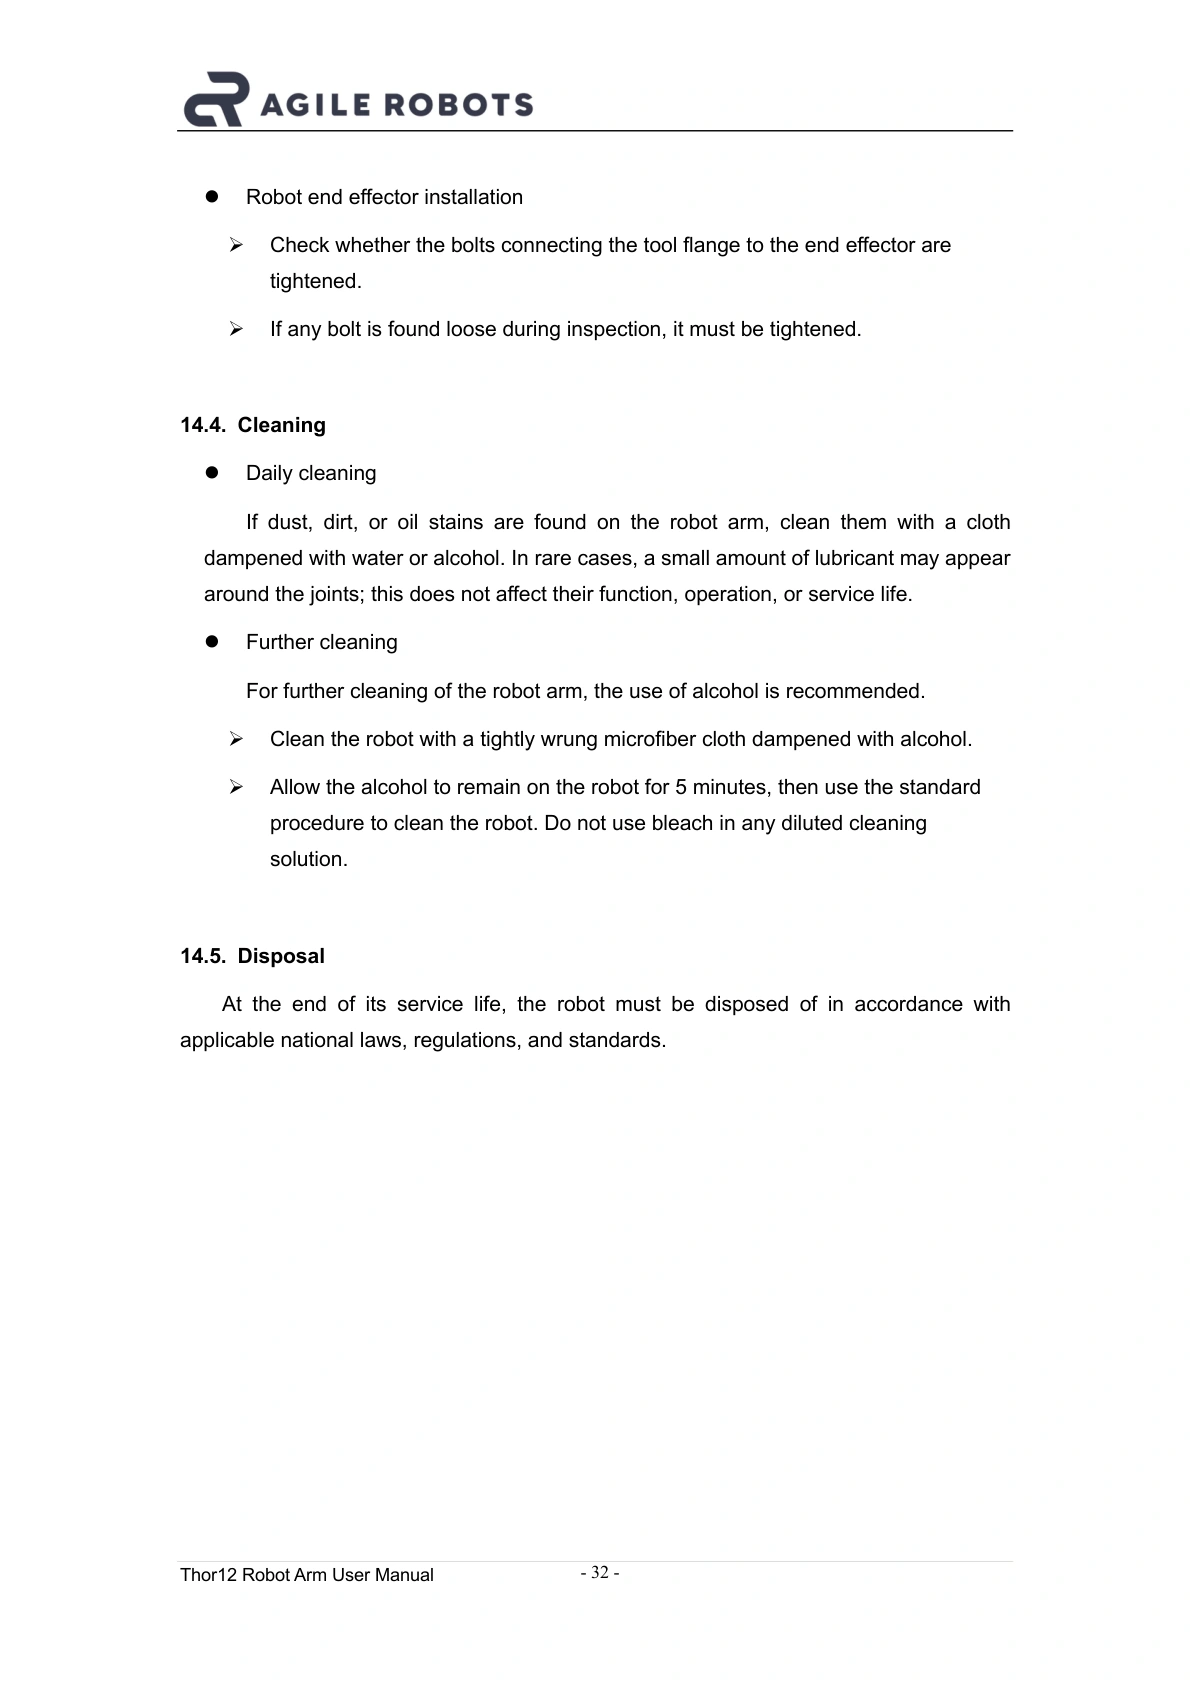 AGILE ROBOTS
● Robot end effector installation
➢ Check whether the bolts connecting the tool flange to the end effector are
tightened.
➢ If any bolt is found loose during inspection, it must be tightened.
14.4. Cleaning
● Daily cleaning
If dust, dirt, or oil stains are found on the robot arm, clean them with a cloth
dampened with water or alcohol. In rare cases, a small amount of lubricant may appear
around the joints; this does not affect their function, operation, or service life.
● Further cleaning
For further cleaning of the robot arm, the use of alcohol is recommended.
➢ Clean the robot with a tightly wrung microfiber cloth dampened with alcohol.
➢ Allow the alcohol to remain on the robot for 5 minutes, then use the standard
procedure to clean the robot. Do not use bleach in any diluted cleaning
solution.
14.5. Disposal
At the end of its service life, the robot must be disposed of in accordance with
applicable national laws, regulations, and standards.
Thor12 Robot Arm User Manual - 32 -